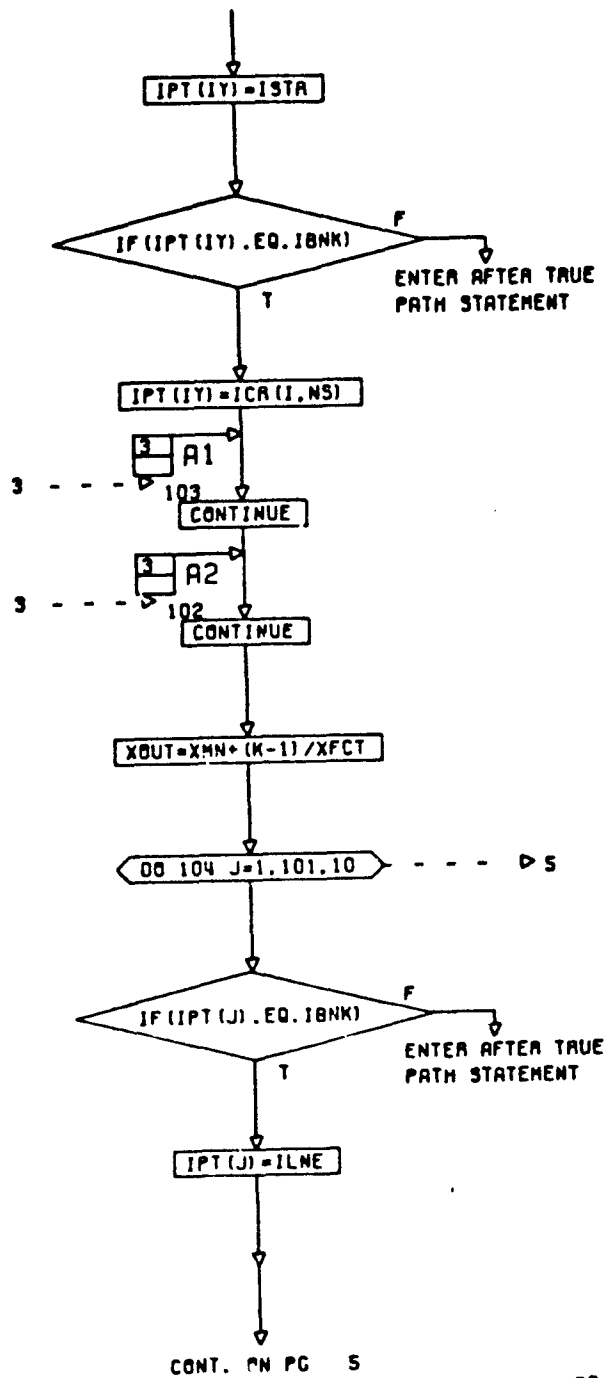 IPT(IY)=ISTR
IF(IPT(IY).EQ.IBNK)
F
T
ENTER AFTER TRUE
PATH STATEMENT
IPT(IY)=ICR(I,NS)
3
A1
3 - - - -
103
CONTINUE
3
A2
3 - - - -
102
CONTINUE
XOUT=XMN+(K-1)/XFCT
DO 104 J=1,101,10
- - - - 5
IF(IPT(J).EQ.IBNK)
F
T
ENTER AFTER TRUE
PATH STATEMENT
IPT(J)=ILNE
CONT. ON PG 5